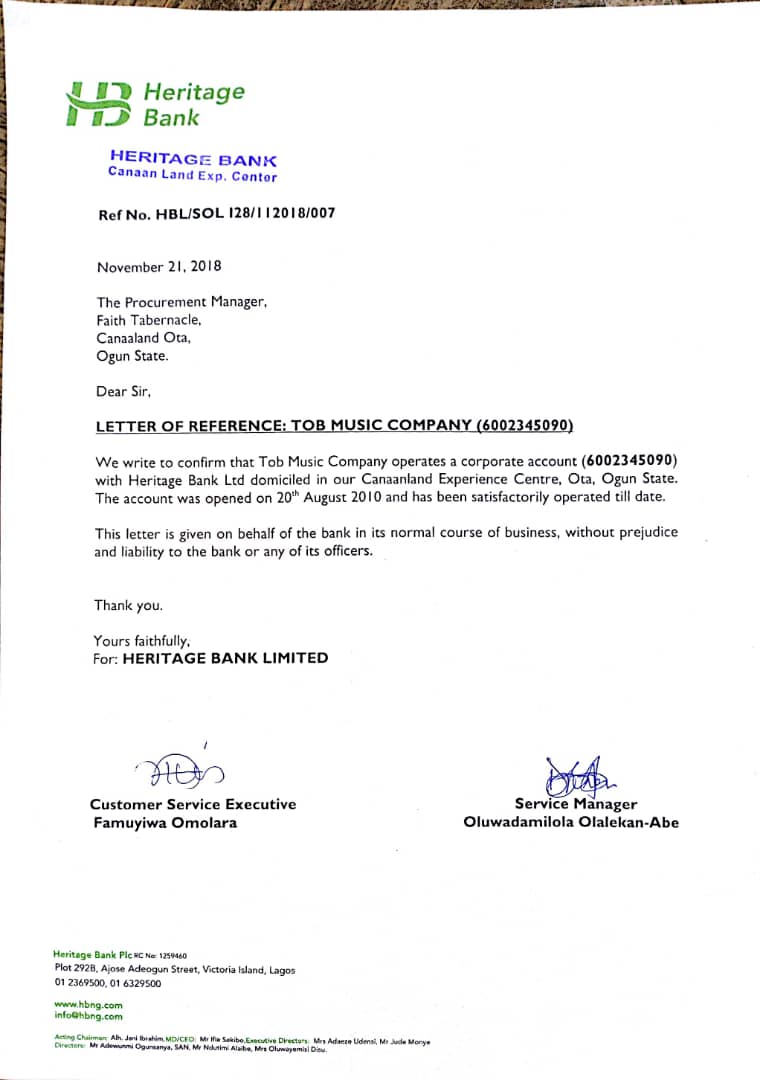 Heritage
Bank
HERITAGE BANK
Canaan Land Exp. Center
Ref No. HBL/SOL 128/112018/007
November 21, 2018
The Procurement Manager,
Faith Tabernacle,
Canaaland Ota,
Ogun State.
Dear Sir,
LETTER OF REFERENCE: TOB MUSIC COMPANY (6002345090)
We write to confirm that Tob Music Company operates a corporate account (6002345090)
with Heritage Bank Ltd domiciled in our Canaanland Experience Centre, Ota, Ogun State.
The account was opened on 20th August 2010 and has been satisfactorily operated till date.
This letter is given on behalf of the bank in its normal course of business, without prejudice
and liability to the bank or any of its officers.
Thank you.
Yours faithfully,
For: HERITAGE BANK LIMITED
Customer Service Executive
Famuyiwa Omolara
Service Manager
Oluwadamilola Olalekan-Abe
Heritage Bank Plc RC No: 1259460
Plot 292B, Ajose Adeogun Street, Victoria Island, Lagos
01 2369500, 01 6329500
www.hbng.com
info@hbng.com
Acting Chairman: Alh. Jani Ibrahim, MD/CEO: Mr Ifie Sekibo, Executive Directors: Mrs Adaeze Udensi, Mr Jude Monye
Directors: Mr Adewunmi Ogunsanya, SAN, Mr Ndutimi Alaibe, Mrs Oluwayemisi Dixu.